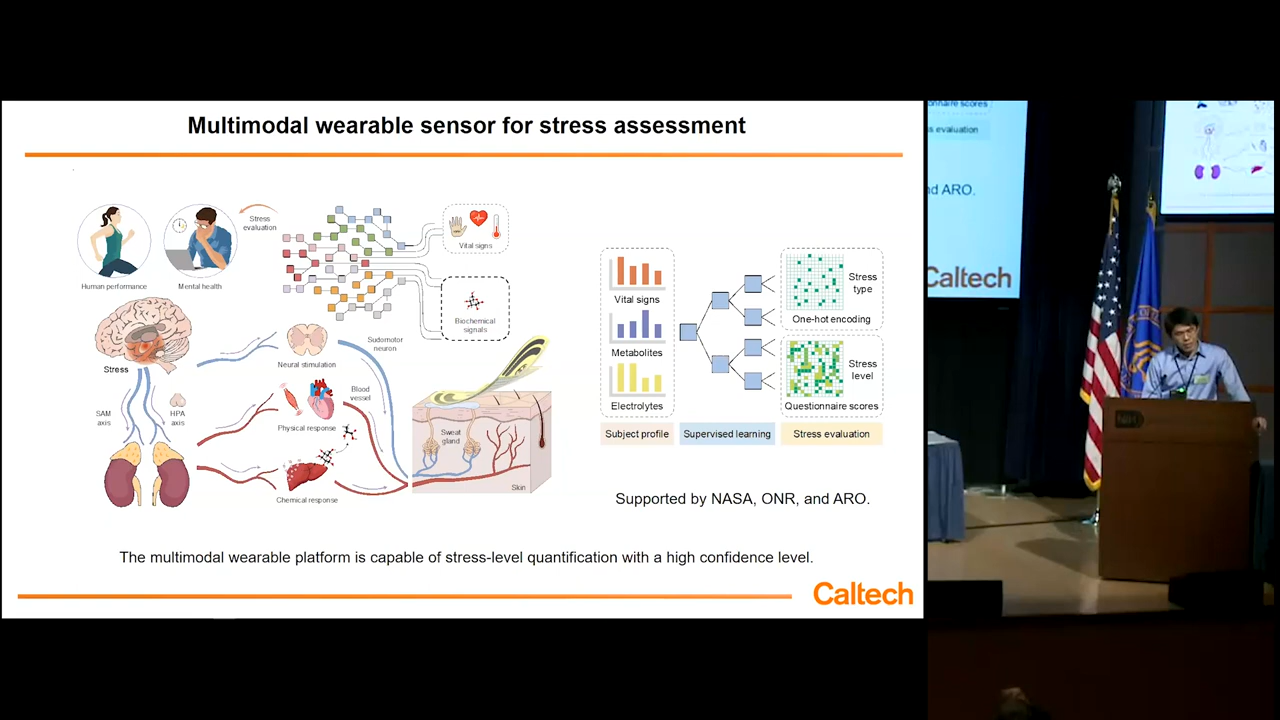 Multimodal wearable sensor for stress assessment
Stress
evaluation
Human performance
Mental health
Vital signs
Biochemical
signals
Stress
SAM
axis
HPA
axis
Neural stimulation
Sudomotor
neuron
Blood
vessel
Physical response
Chemical response
Sweat
gland
Skin
Vital signs
Metabolites
Electrolytes
Stress
type
One-hot encoding
Stress
level
Questionnaire scores
Subject profile
Supervised learning
Stress evaluation
Supported by NASA, ONR, and ARO.
The multimodal wearable platform is capable of stress-level quantification with a high confidence level.
Caltech
nnaire scores
ss evaluation
nd ARO.
Caltech
NIH